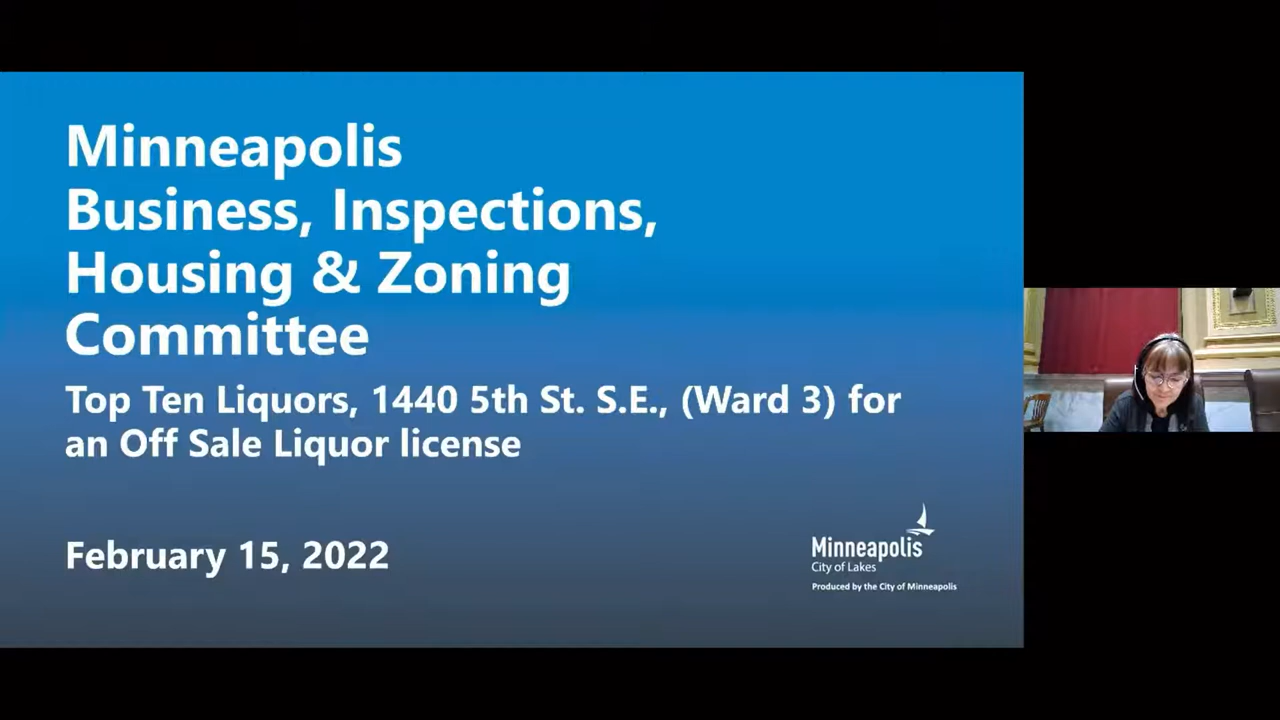 Minneapolis
Business, Inspections,
Housing & Zoning
Committee
Top Ten Liquors, 1440 5th St. S.E., (Ward 3) for
an Off Sale Liquor license
February 15, 2022
Minneapolis
City of Lakes
Produced by the City of Minneapolis